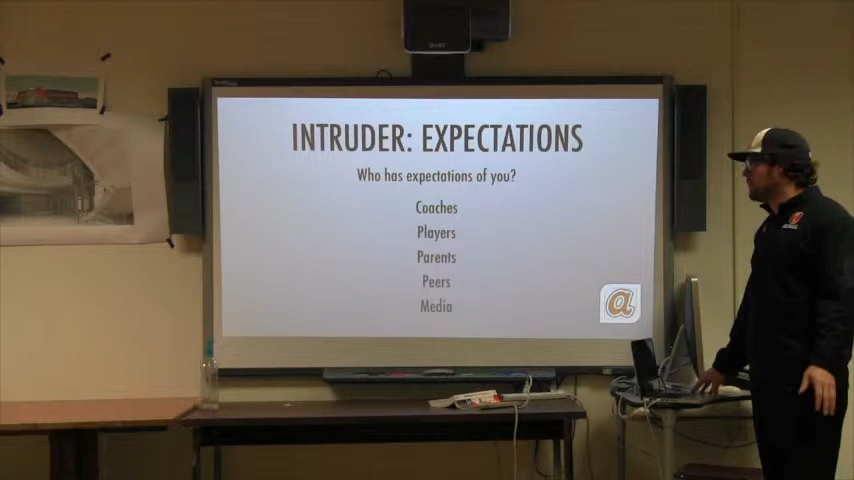 INTRUDER: EXPECTATIONS
Who has expectations of you?
Coaches
Players
Parents
Peers
Media
a